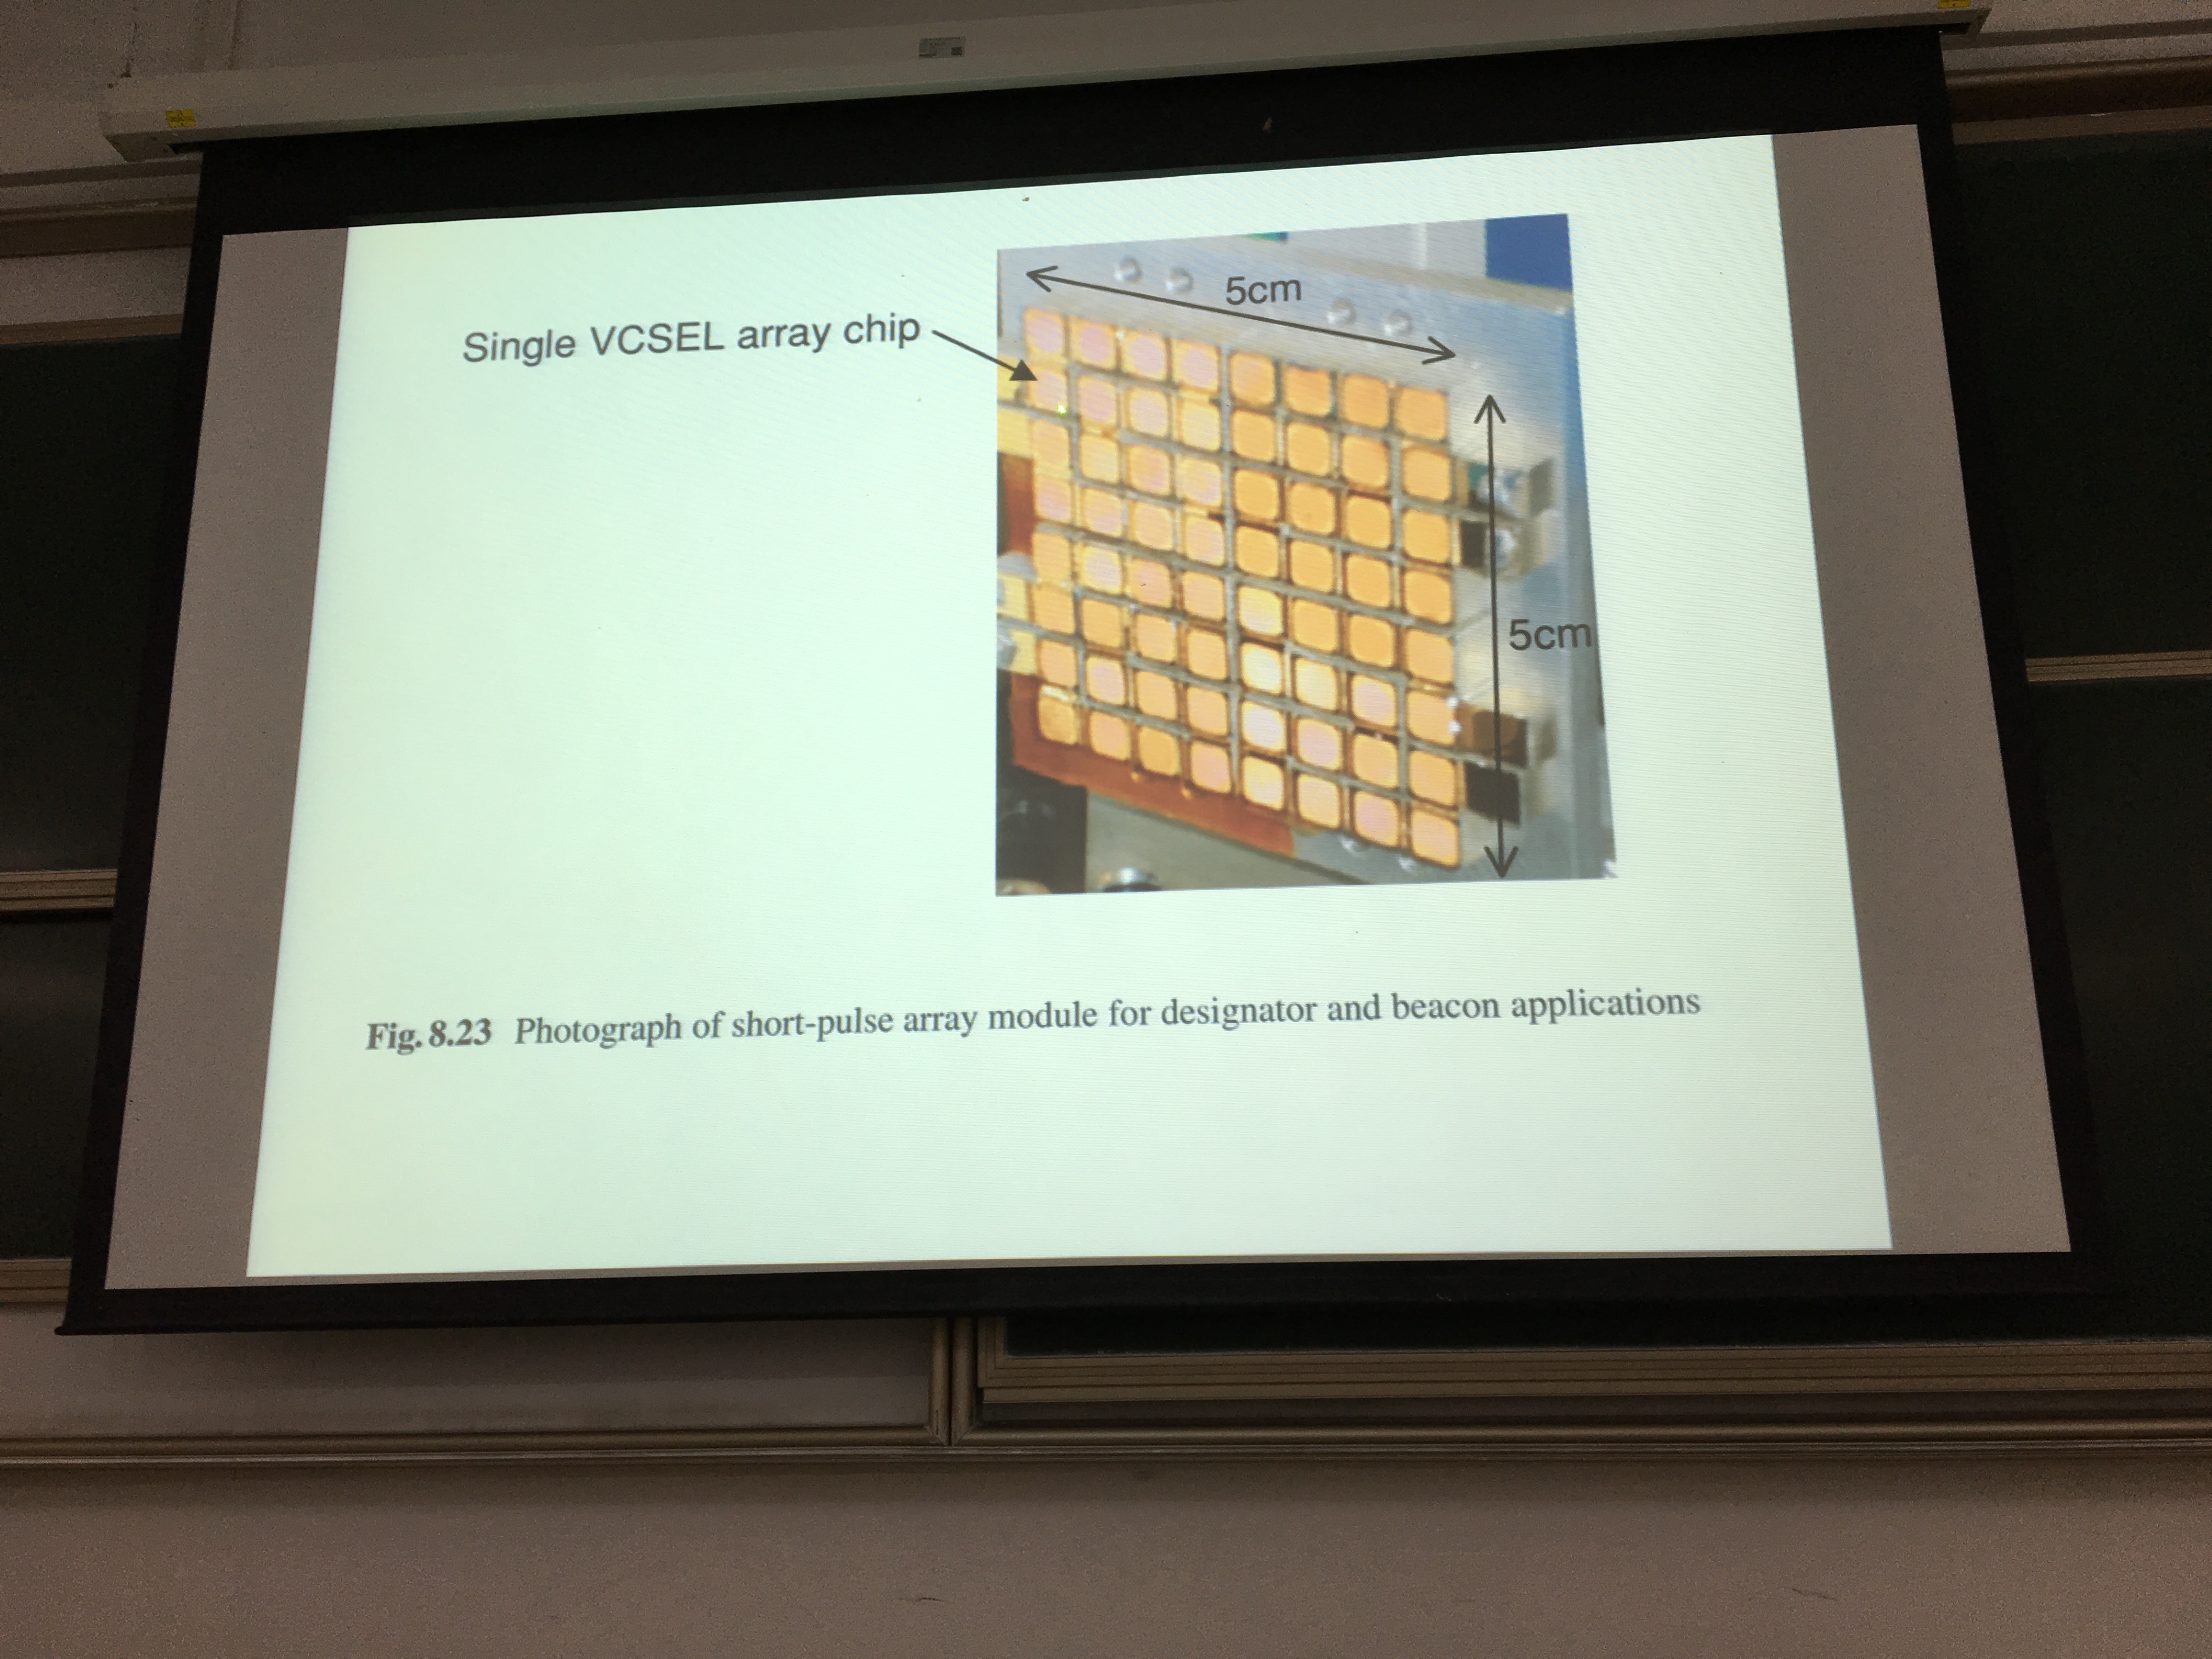 5cm
Single VCSEL array chip
5cm
Fig. 8.23 Photograph of short-pulse array module for designator and beacon applications